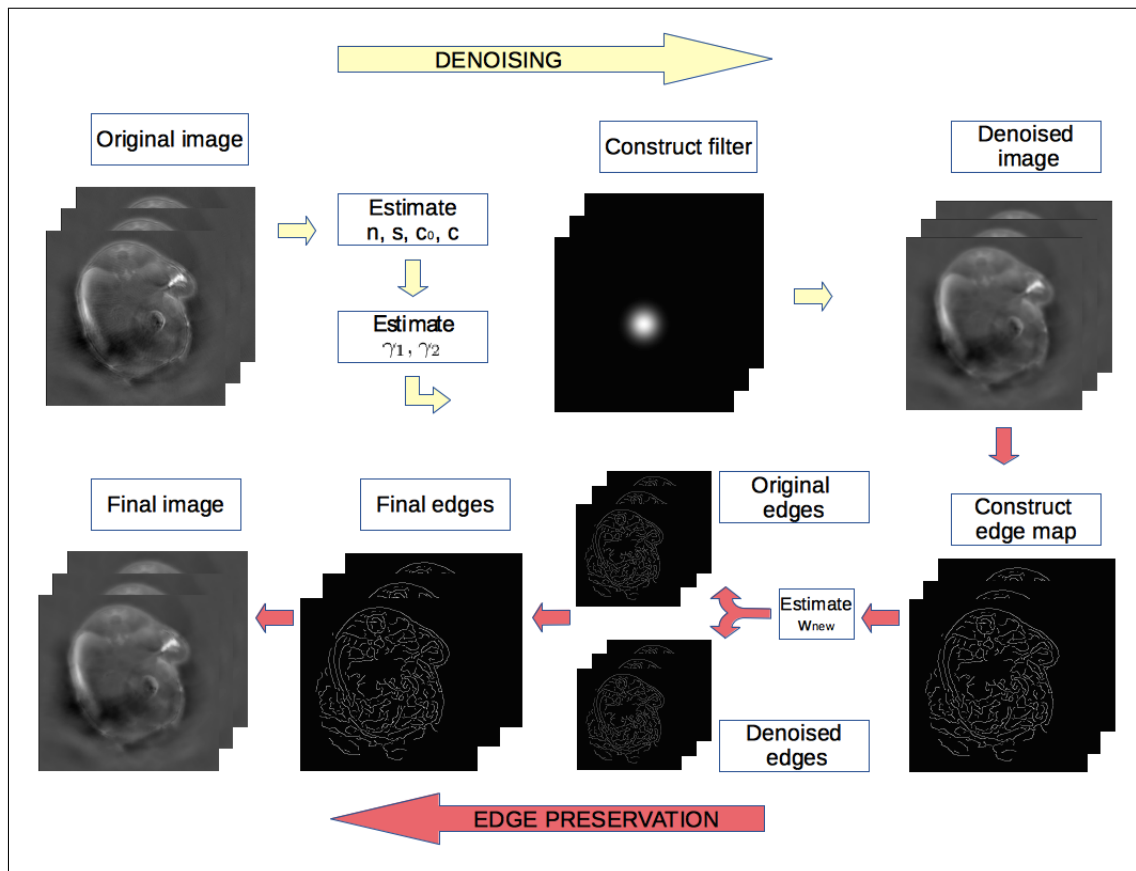 DENOISING
Original image
Construct filter
Denoised
image
Estimate
n, s, c₀, c
Estimate
γ₁, γ₂
Final image
Final edges
Original
edges
Construct
edge map
Estimate
wnew
Denoised
edges
EDGE PRESERVATION